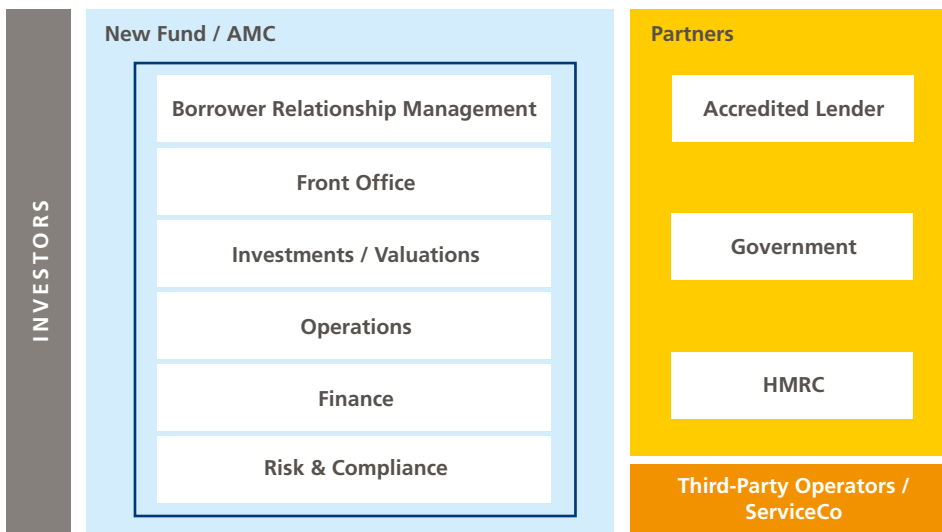 INVESTORS
New Fund / AMC
Borrower Relationship Management
Front Office
Investments / Valuations
Operations
Finance
Risk & Compliance
Partners
Accredited Lender
Government
HMRC
Third-Party Operators /
ServiceCo